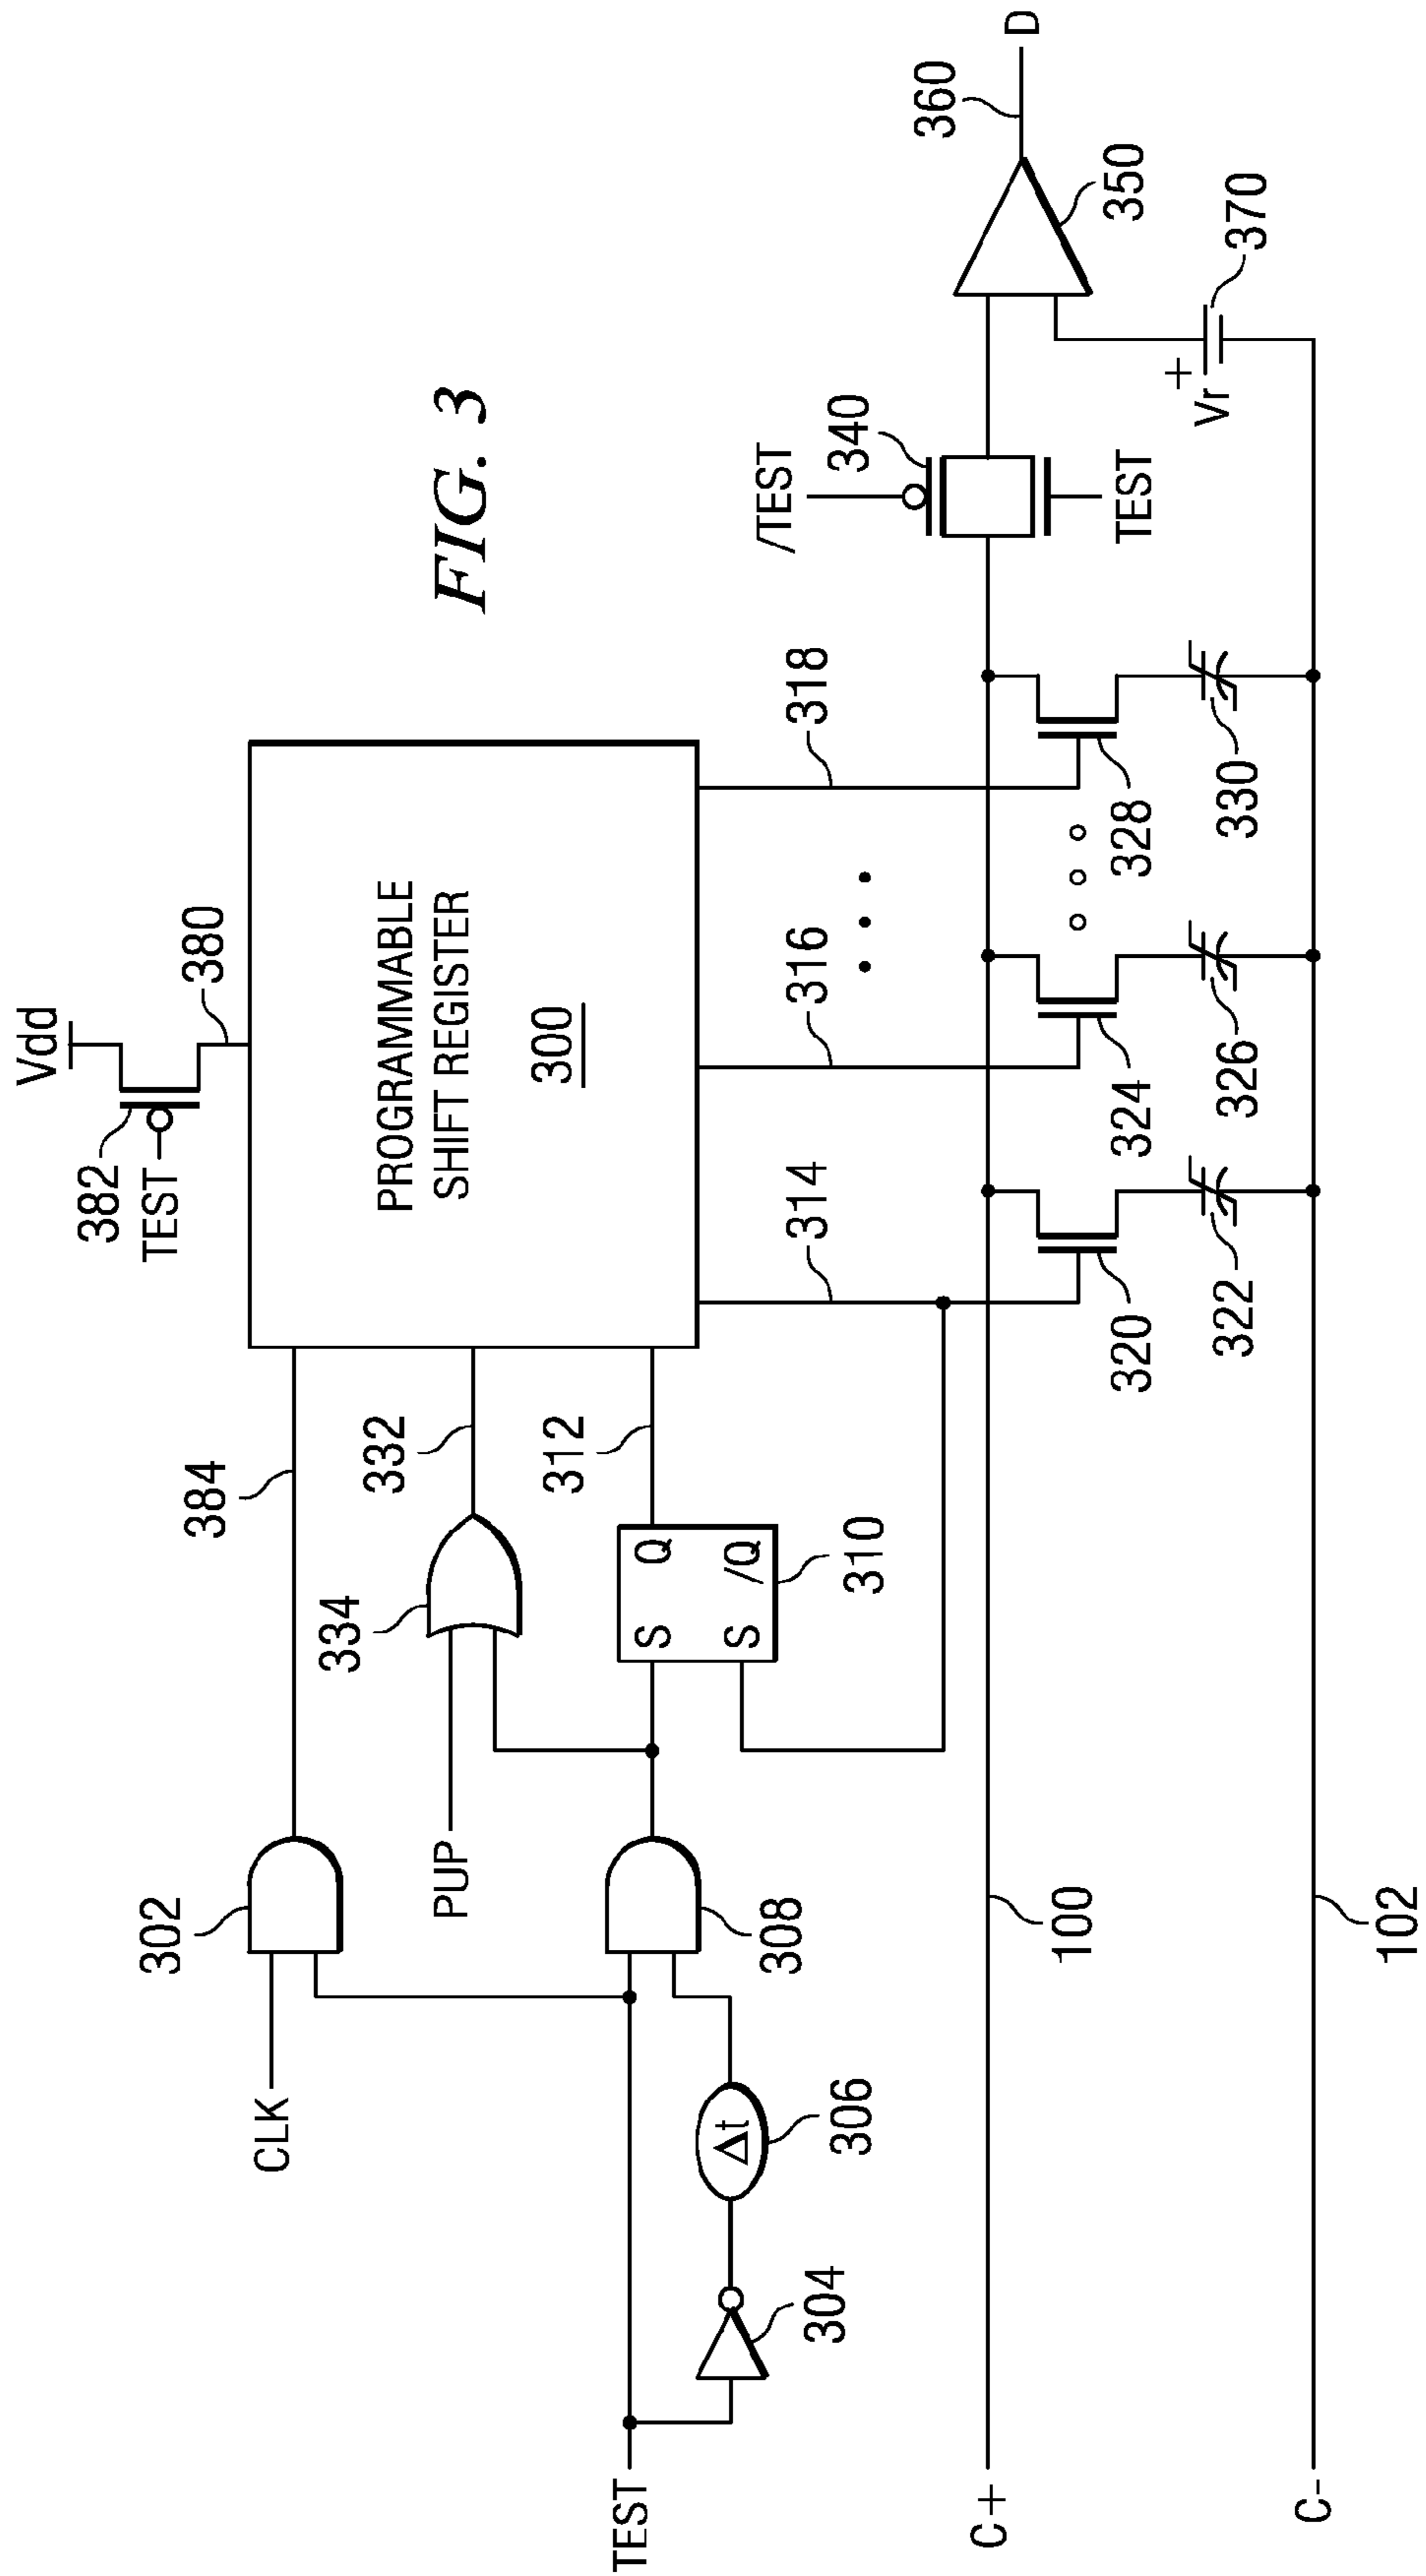 FIG. 3
Vdd
382
TEST
380
PROGRAMMABLE
SHIFT REGISTER
300
302
CLK
384
334
PUP
332
312
S
Q
S
/Q
310
308
TEST
304
Δt
306
314
316
318
/TEST
340
TEST
360
D
350
370
+
Vr
C+
100
320
322
324
326
328
330
C-
102